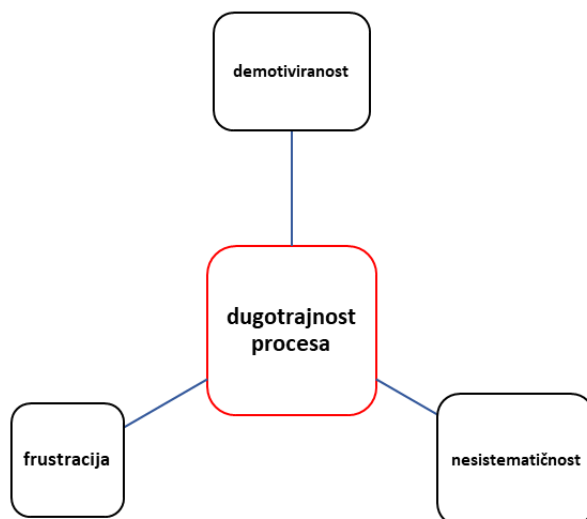 demotiviranost
dugotrajnost
procesa
frustracija
nesistematičnost